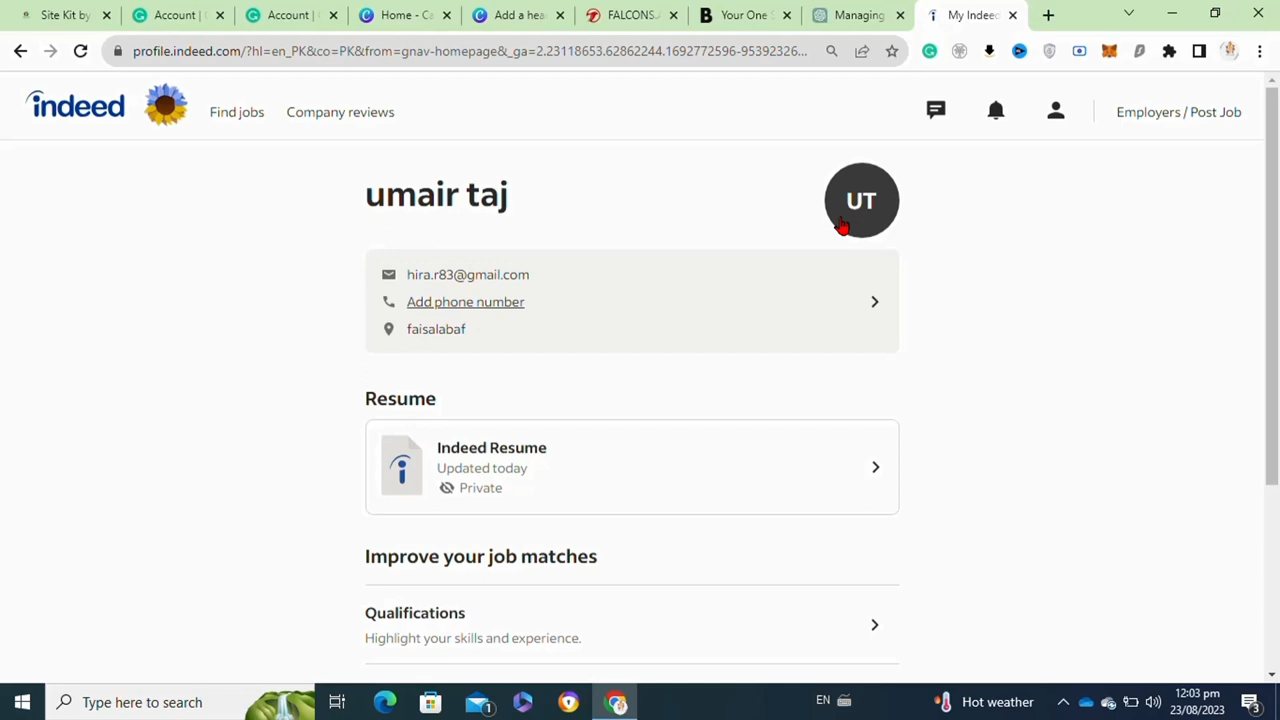 Site Kit by
Account |
Account |
Home - Ca
Add a hea
FALCONS.A
Your One S
Managing
My Indeed
profile.indeed.com/?hl=en_PK&co=PK&from=gnav-homepage&_ga=2.23118653.62862244.1692772596-95392326...
indeed
Find jobs
Company reviews
Employers / Post Job
umair taj
UT
hira.r83@gmail.com
Add phone number
faisalabaf
Resume
Indeed Resume
Updated today
Private
Improve your job matches
Qualifications
Highlight your skills and experience.
Type here to search
1
EN
Hot weather
12:03 pm
23/08/2023
3